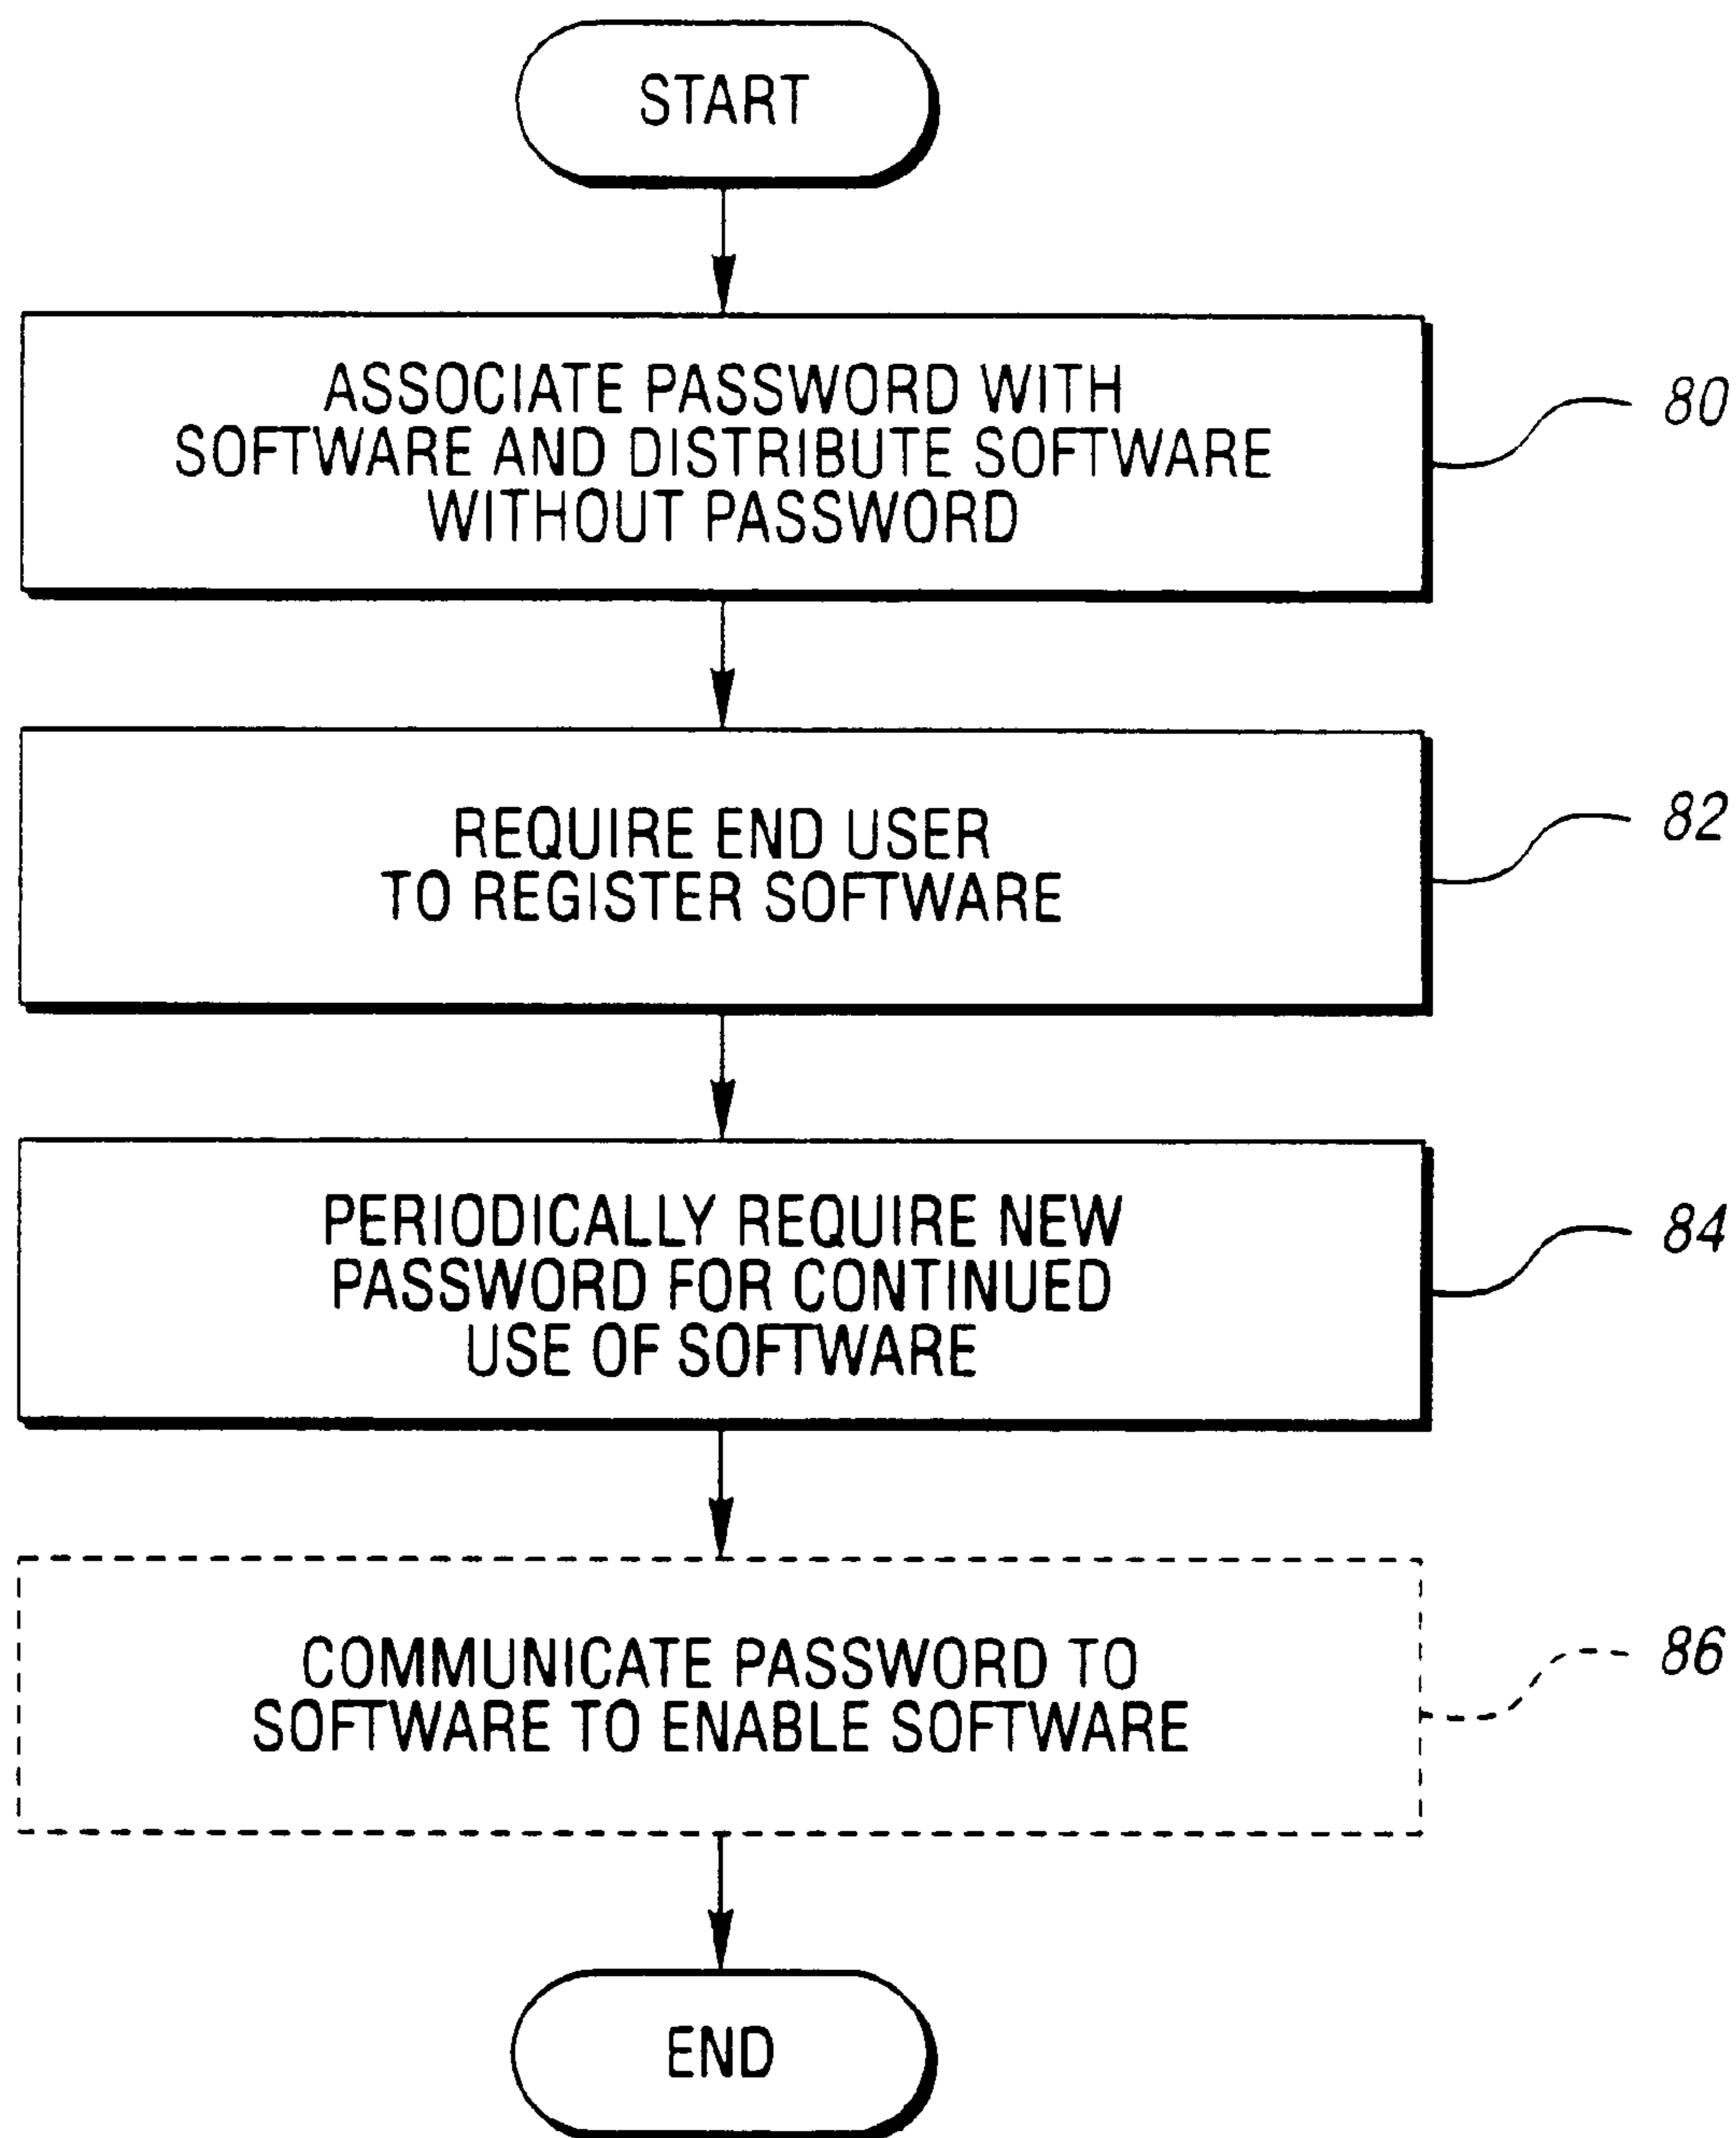 START
ASSOCIATE PASSWORD WITH
SOFTWARE AND DISTRIBUTE SOFTWARE
WITHOUT PASSWORD
80
REQUIRE END USER
TO REGISTER SOFTWARE
82
PERIODICALLY REQUIRE NEW
PASSWORD FOR CONTINUED
USE OF SOFTWARE
84
COMMUNICATE PASSWORD TO
SOFTWARE TO ENABLE SOFTWARE
86
END